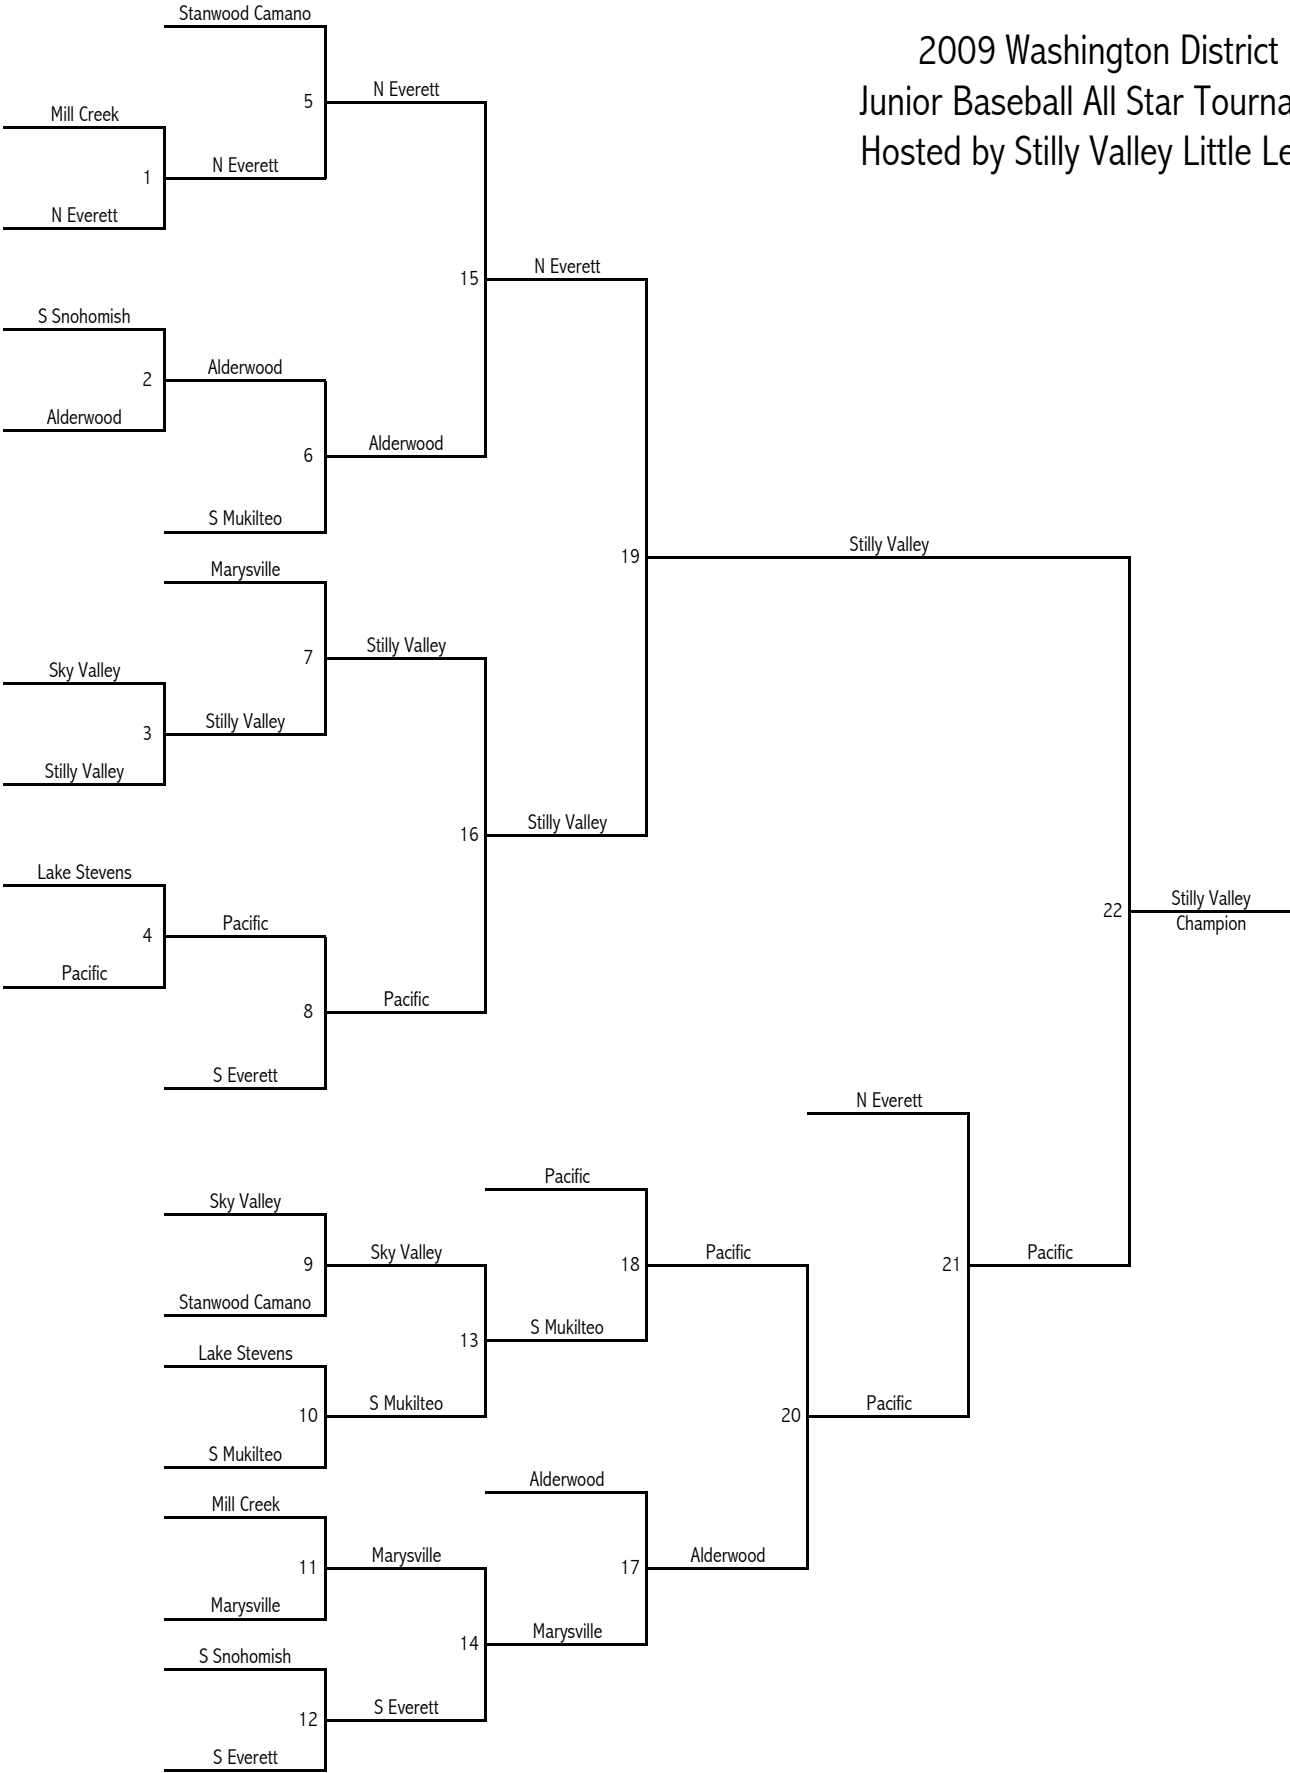 Stanwood Camano
2009 Washington District
Junior Baseball All Star Tourna
Hosted by Stilly Valley Little Le
N Everett
5
Mill Creek
N Everett
1
N Everett
N Everett
15
S Snohomish
Alderwood
2
Alderwood
Alderwood
6
S Mukilteo
Stilly Valley
19
Marysville
Stilly Valley
7
Sky Valley
Stilly Valley
3
Stilly Valley
Stilly Valley
16
Lake Stevens
Stilly Valley
22
Champion
Pacific
4
Pacific
Pacific
8
S Everett
N Everett
Pacific
Sky Valley
Sky Valley
9
Pacific
18
Pacific
21
Stanwood Camano
S Mukilteo
13
Lake Stevens
S Mukilteo
10
Pacific
20
S Mukilteo
Alderwood
Mill Creek
Marysville
11
Alderwood
17
Marysville
Marysville
14
S Snohomish
S Everett
12
S Everett